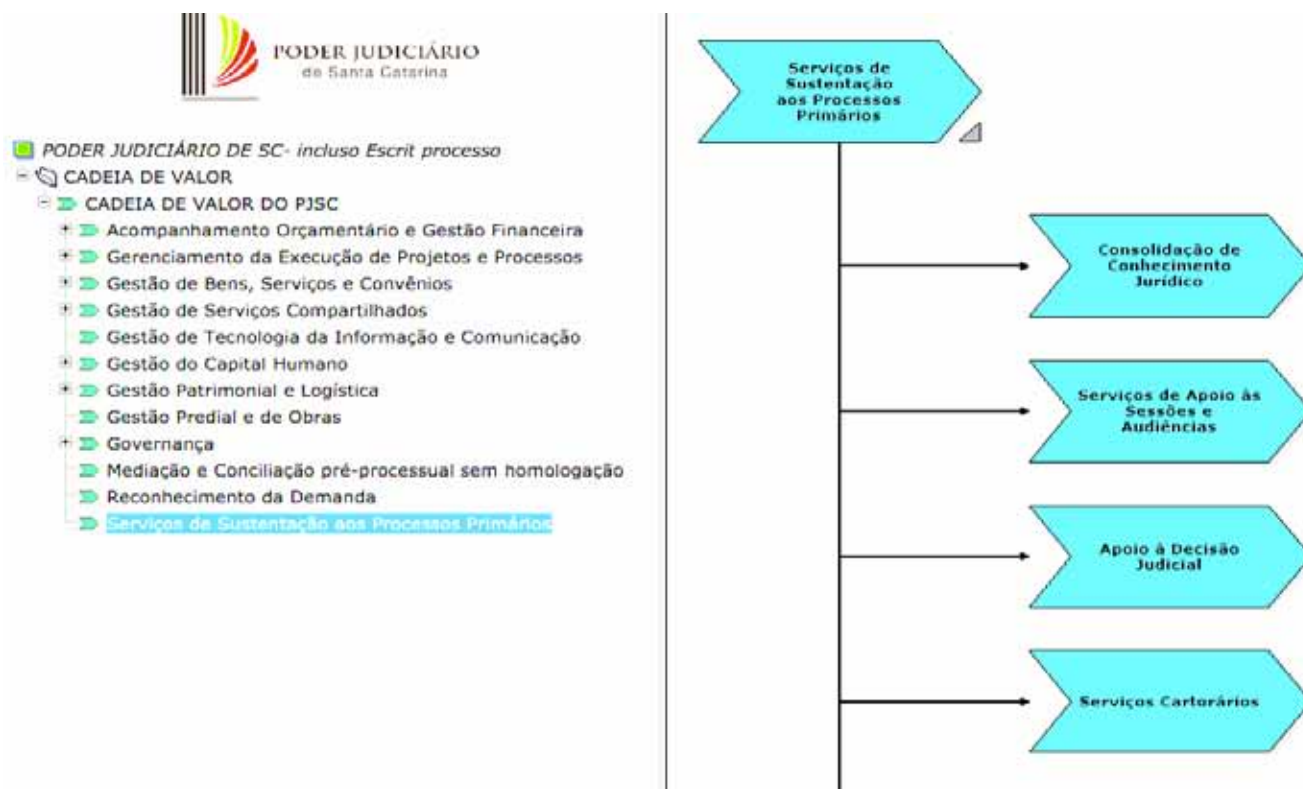 PODER JUDICIÁRIO
de Santa Catarina
PODER JUDICIÁRIO DE SC- incluso Escrit processo
CADEIA DE VALOR
CADEIA DE VALOR DO PJSC
Acompanhamento Orçamentário e Gestão Financeira
Gerenciamento da Execução de Projetos e Processos
Gestão de Bens, Serviços e Convênios
Gestão de Serviços Compartilhados
Gestão de Tecnologia da Informação e Comunicação
Gestão do Capital Humano
Gestão Patrimonial e Logística
Gestão Predial e de Obras
Governança
Mediação e Conciliação pré-processual sem homologação
Reconhecimento da Demanda
Serviços de Sustentação aos Processos Primários
Serviços de
Sustentação
aos Processos
Primários
Consolidação de
Conhecimento
Jurídico
Serviços de Apoio às
Sessões e
Audiências
Apoio à Decisão
Judicial
Serviços Cartorários